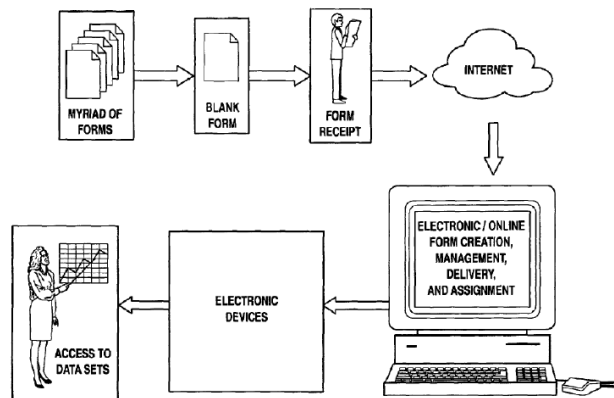 MYRIAD OF
FORMS
BLANK
FORM
FORM
RECEIPT
INTERNET
ELECTRONIC / ONLINE
FORM CREATION,
MANAGEMENT,
DELIVERY,
AND ASSIGNMENT
ELECTRONIC
DEVICES
ACCESS TO
DATA SETS